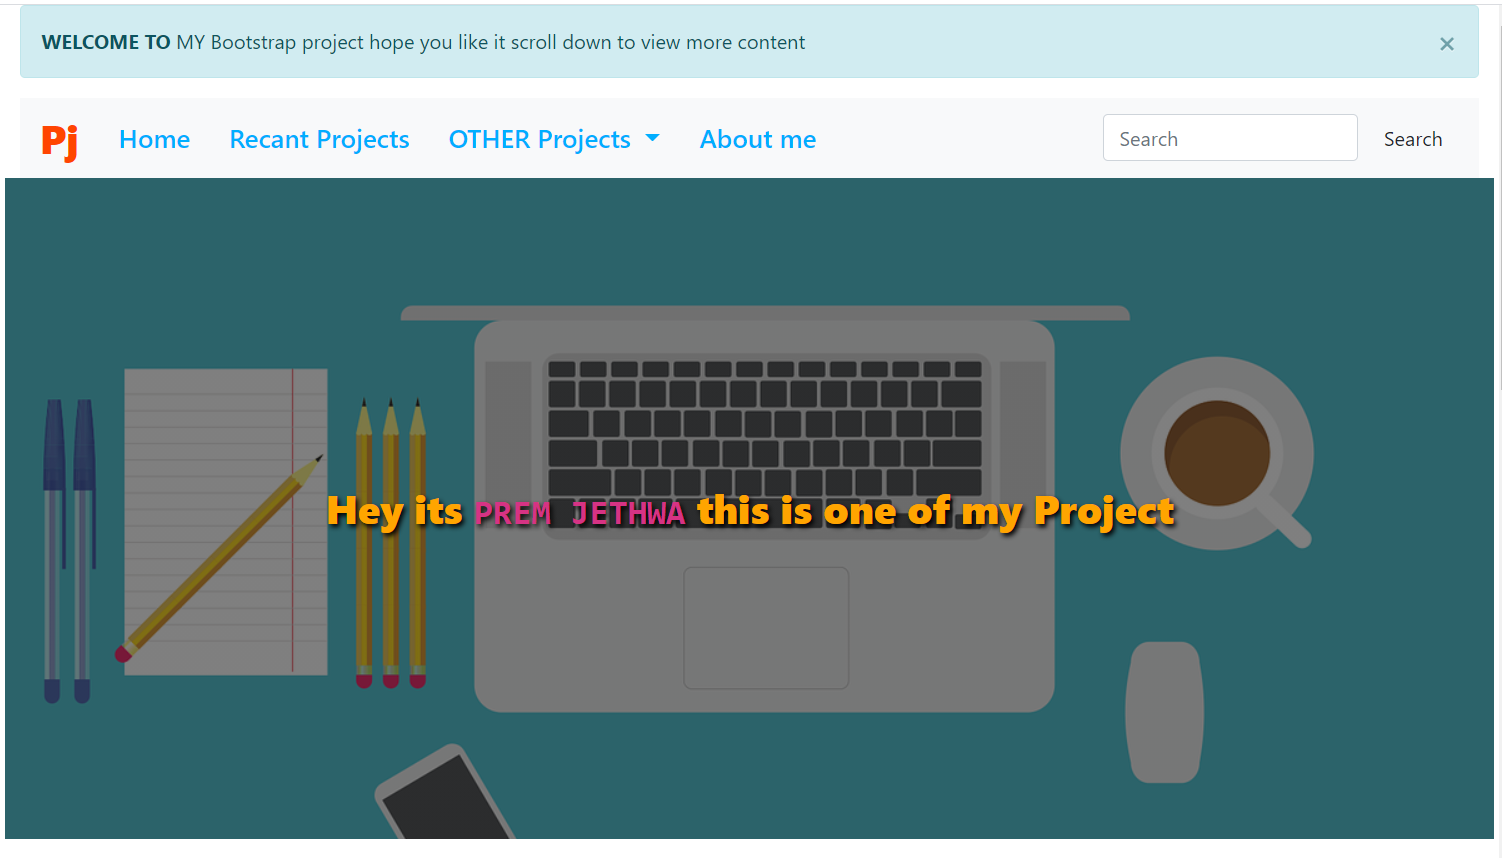 WELCOME TO MY Bootstrap project hope you like it scroll down to view more content ×
Pj Home Recant Projects OTHER Projects About me Search Search
Hey its PREM JETHWA this is one of my Project